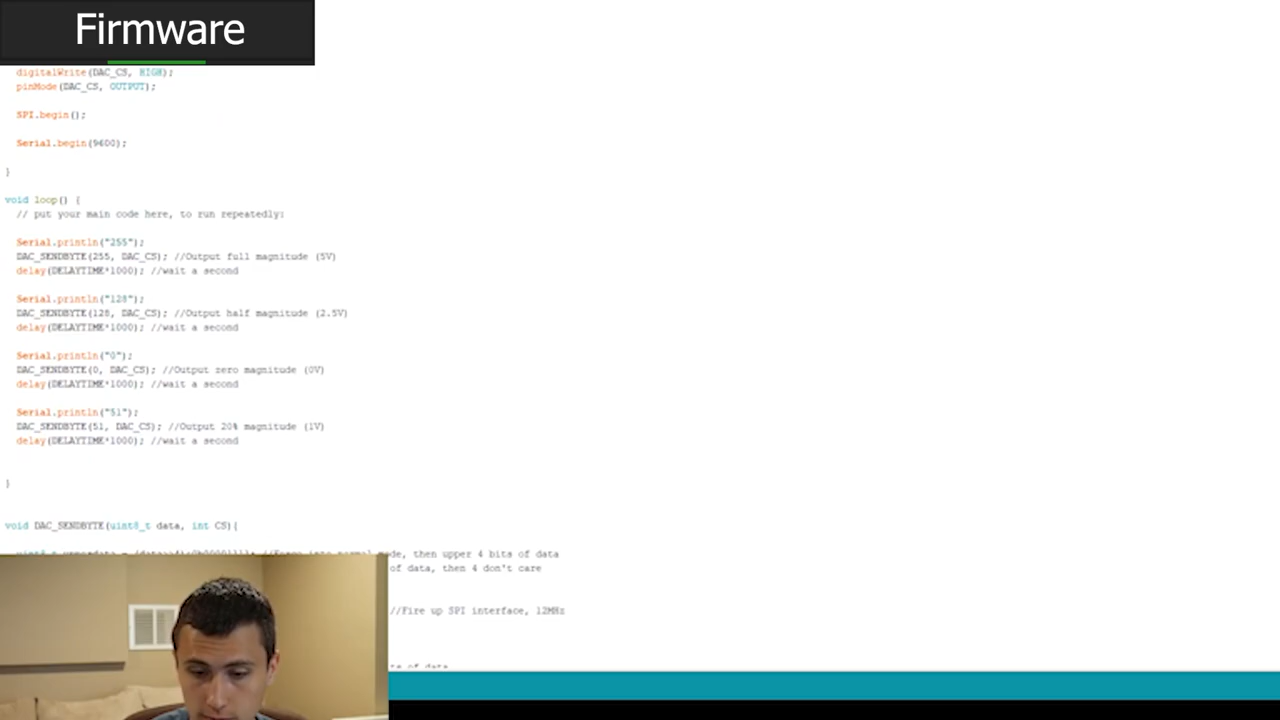 Firmware
digitalWrite(DAC_CS, HIGH);
pinMode(DAC_CS, OUTPUT);
SPI.begin();
Serial.begin(9600);
}
void loop() {
// put your main code here, to run repeatedly:
Serial.println("255");
DAC_SENDBYTE(255, DAC_CS); //Output full magnitude (5V)
delay(DELAYTIME*1000); //wait a second
Serial.println("128");
DAC_SENDBYTE(128, DAC_CS); //Output half magnitude (2.5V)
delay(DELAYTIME*1000); //wait a second
Serial.println("0");
DAC_SENDBYTE(0, DAC_CS); //Output zero magnitude (0V)
delay(DELAYTIME*1000); //wait a second
Serial.println("51");
DAC_SENDBYTE(51, DAC_CS); //Output 20% magnitude (1V)
delay(DELAYTIME*1000); //wait a second
}
void DAC_SENDBYTE(uint8_t data, int CS){
mode, then upper 4 bits of data
of data, then 4 don't care
//Fire up SPI interface, 12MHz
of data